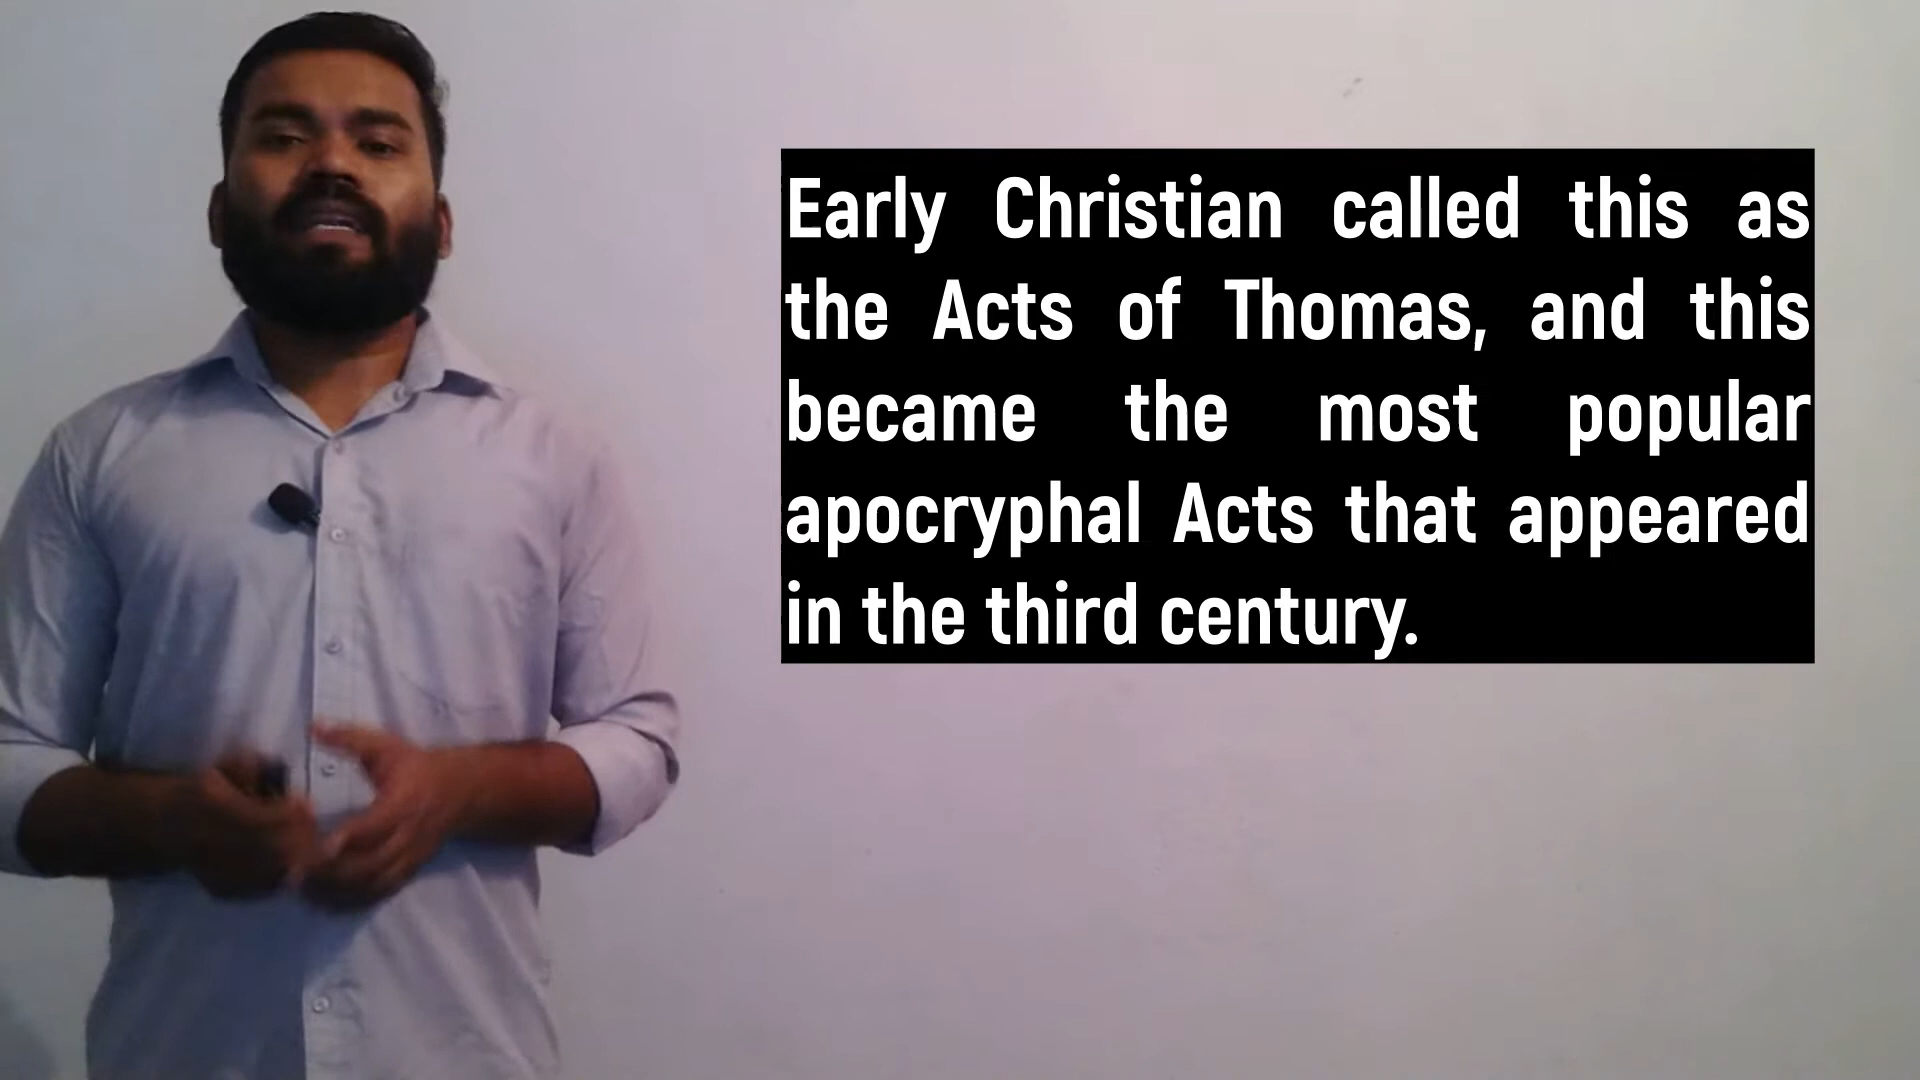 Early Christian called this as
the Acts of Thomas, and this
became the most popular
apocryphal Acts that appeared
in the third century.